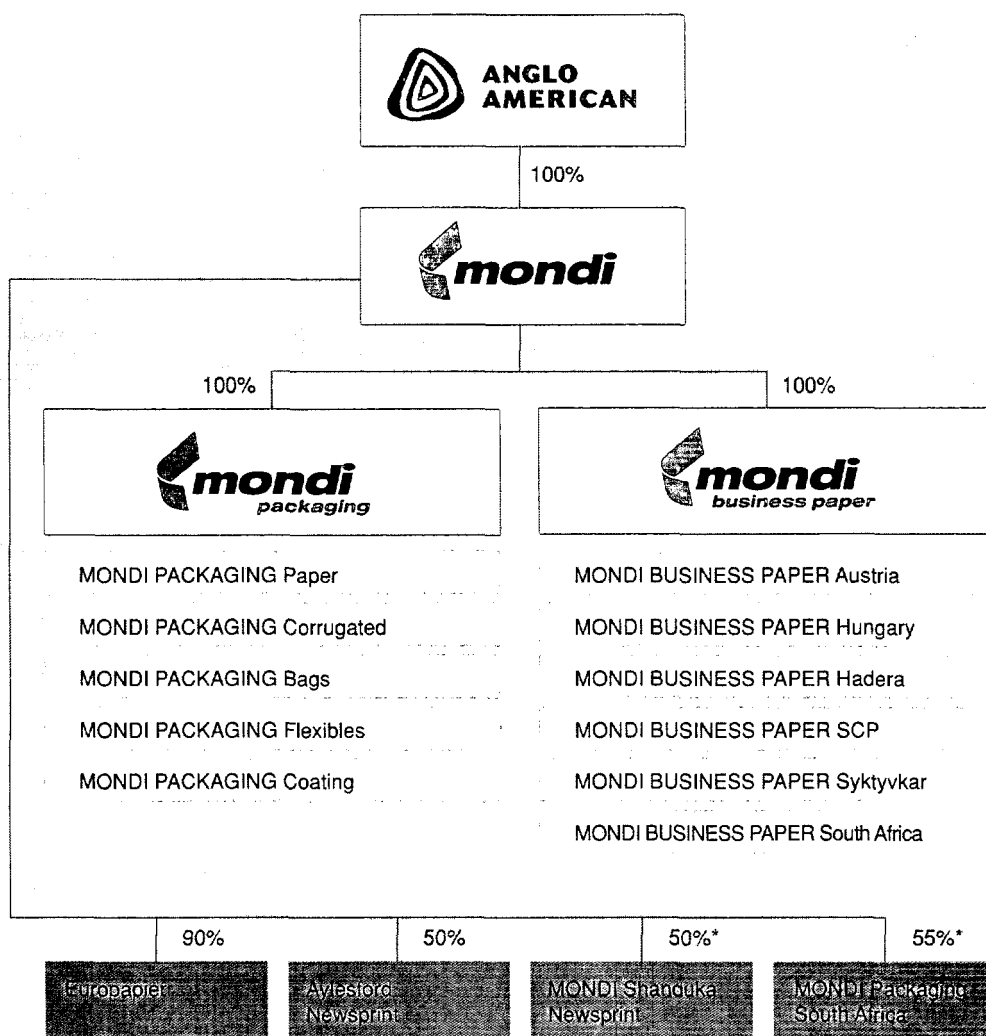 ANGLO
AMERICAN
100%
mondi
100%
100%
mondi
packaging
mondi
business paper
MONDI PACKAGING Paper
MONDI PACKAGING Corrugated
MONDI PACKAGING Bags
MONDI PACKAGING Flexibles
MONDI PACKAGING Coating
MONDI BUSINESS PAPER Austria
MONDI BUSINESS PAPER Hungary
MONDI BUSINESS PAPER Hadera
MONDI BUSINESS PAPER SCP
MONDI BUSINESS PAPER Syktyvkar
MONDI BUSINESS PAPER South Africa
90%
50%
50%*
55%*
Europapier
Aylesford
Newsprint
MONDI Shanduka
Newsprint
MONDI Packaging
South Africa